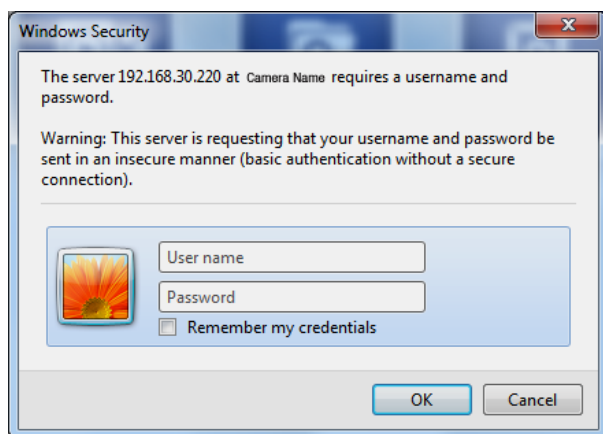 Windows Security
The server 192.168.30.220 at Camera Name requires a username and
password.
Warning: This server is requesting that your username and password be
sent in an insecure manner (basic authentication without a secure
connection).
User name
Password
Remember my credentials
OK
Cancel